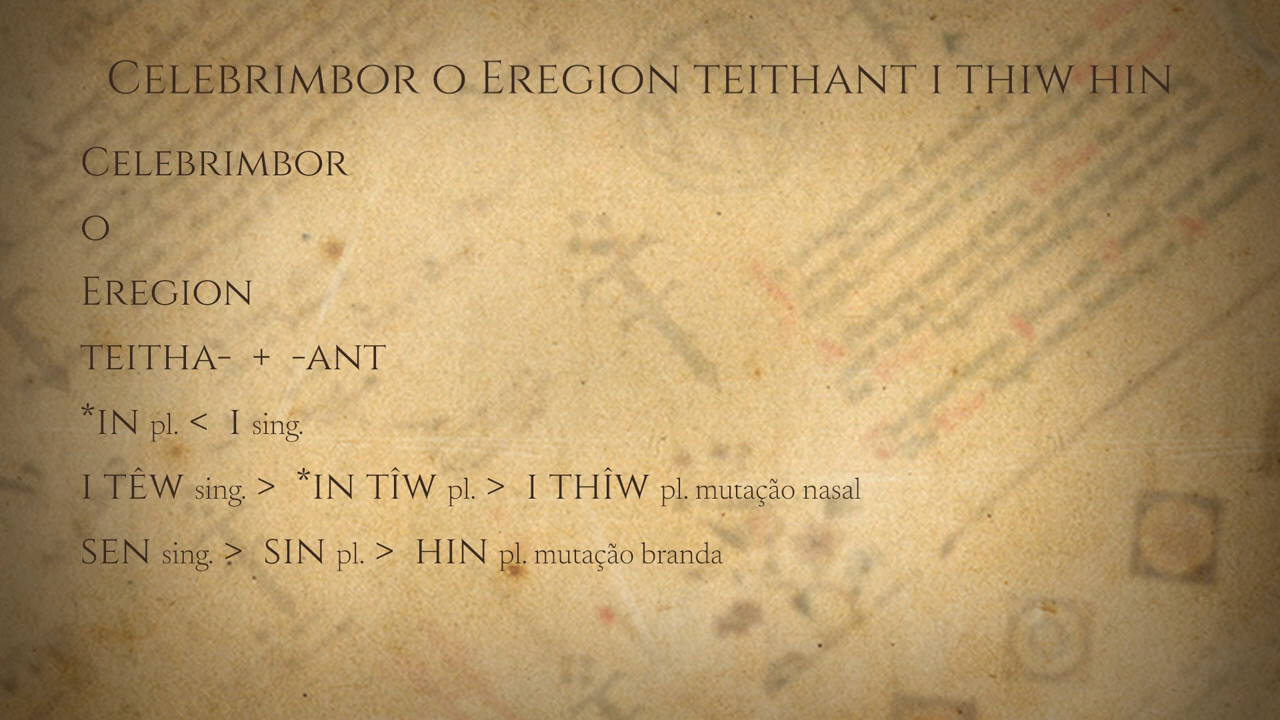 Celebrimbor o Eregion teithant i thiw hin
Celebrimbor
o
Eregion
teitha- + -ant
*in pl. < i sing.
i têw sing. > *in tîw pl. > i thîw pl. mutação nasal
sen sing. > sin pl. > hin pl. mutação branda